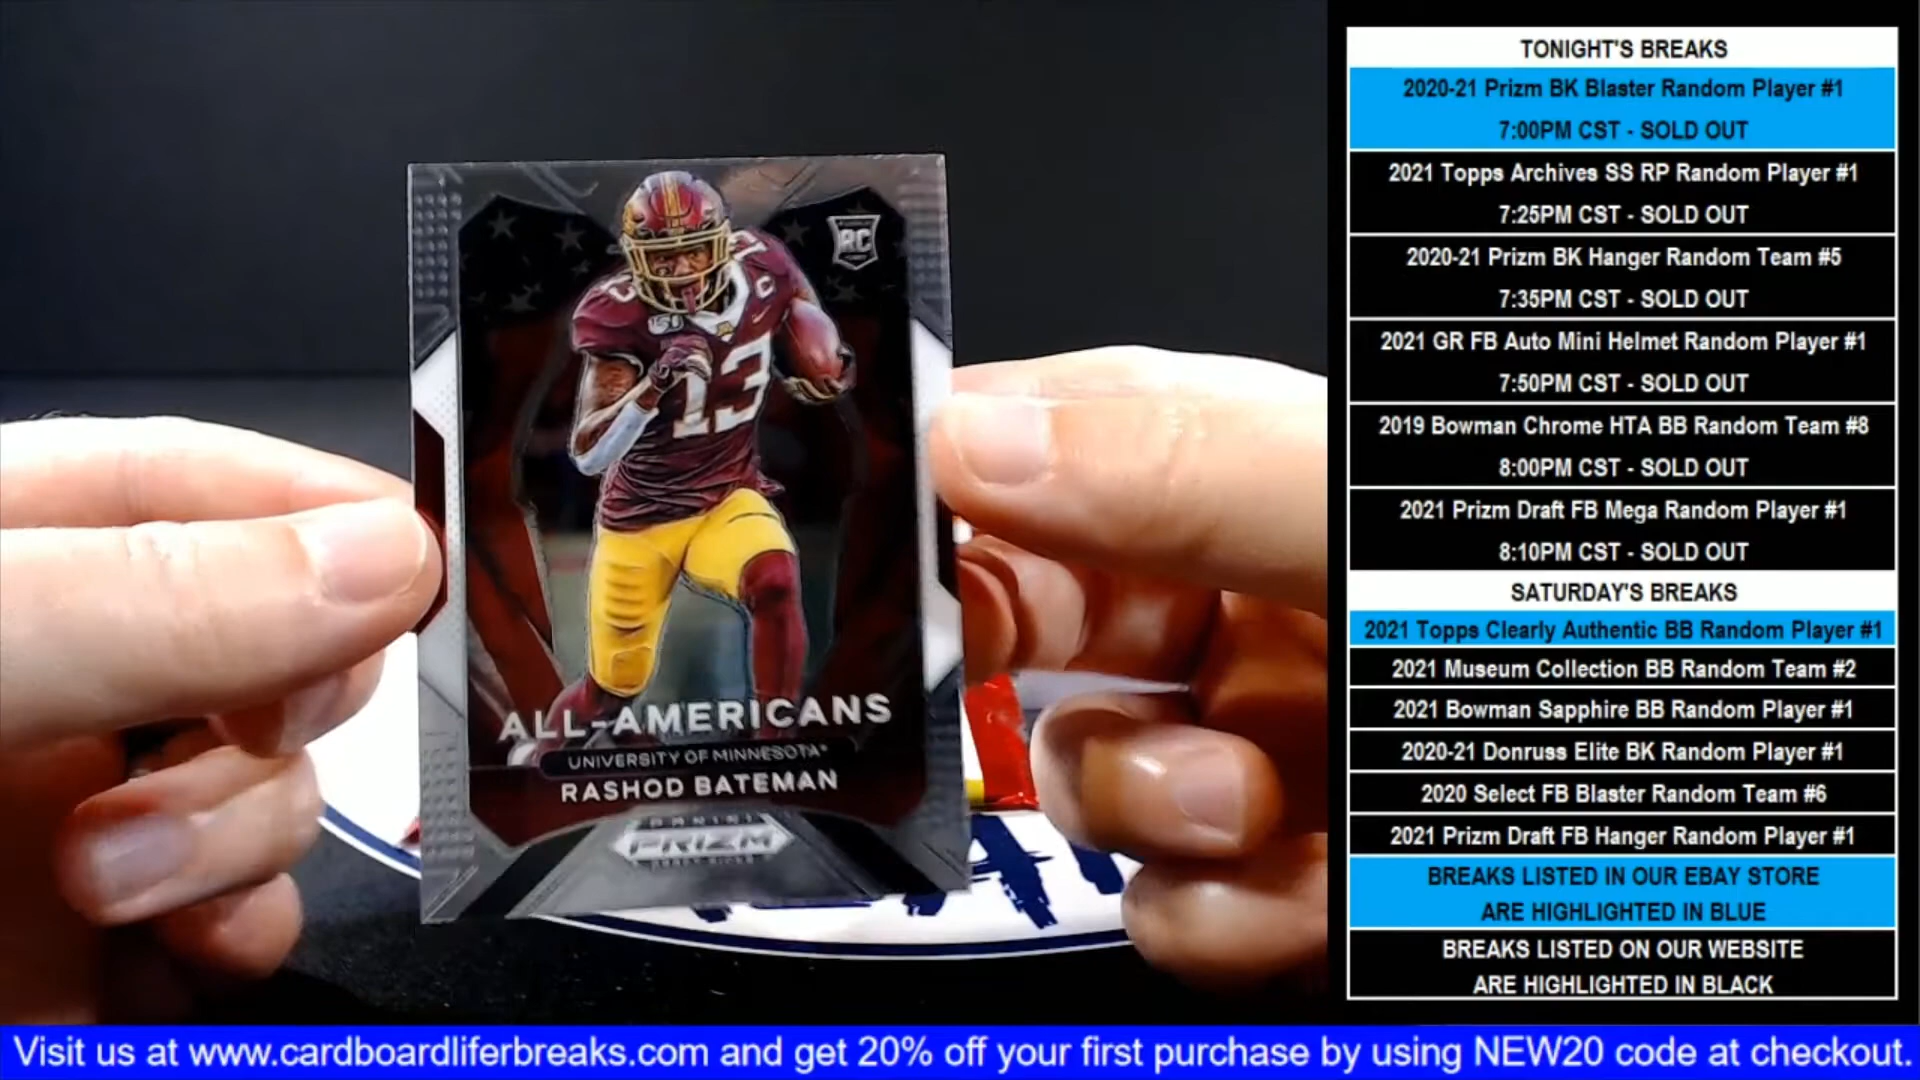 RC
13
C
150
13
ALL-AMERICANS
UNIVERSITY OF MINNESOTA
RASHOD BATEMAN
PANINI
PRIZM
TONIGHT'S BREAKS
2020-21 Prizm BK Blaster Random Player #1
7:00PM CST - SOLD OUT
2021 Topps Archives SS RP Random Player #1
7:25PM CST - SOLD OUT
2020-21 Prizm BK Hanger Random Team #5
7:35PM CST - SOLD OUT
2021 GR FB Auto Mini Helmet Random Player #1
7:50PM CST - SOLD OUT
2019 Bowman Chrome HTA BB Random Team #8
8:00PM CST - SOLD OUT
2021 Prizm Draft FB Mega Random Player #1
8:10PM CST - SOLD OUT
SATURDAY'S BREAKS
2021 Topps Clearly Authentic BB Random Player #1
2021 Museum Collection BB Random Team #2
2021 Bowman Sapphire BB Random Player #1
2020-21 Donruss Elite BK Random Player #1
2020 Select FB Blaster Random Team #6
2021 Prizm Draft FB Hanger Random Player #1
BREAKS LISTED IN OUR EBAY STORE
ARE HIGHLIGHTED IN BLUE
BREAKS LISTED ON OUR WEBSITE
ARE HIGHLIGHTED IN BLACK
Visit us at www.cardboardliferbreaks.com and get 20% off your first purchase by using NEW20 code at checkout.